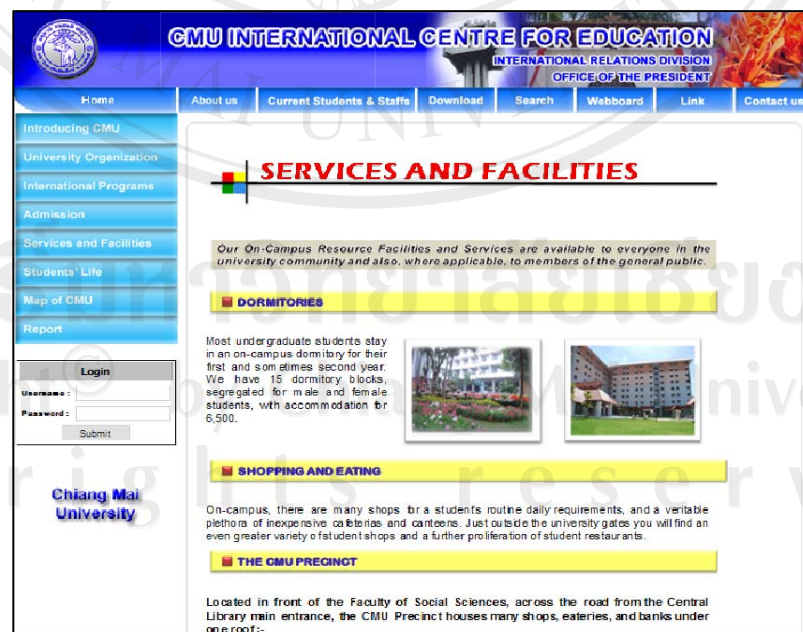 CMU INTERNATIONAL CENTRE FOR EDUCATION
INTERNATIONAL RELATIONS DIVISION
OFFICE OF THE PRESIDENT
Home
About us
Current Students & Staffs
Download
Search
Webboard
Link
Contact us
Introducing CMU
University Organization
International Programs
Admission
Services and Facilities
Students' Life
Map of CMU
Report
Login
Username :
Password :
Submit
Chiang Mai
University
SERVICES AND FACILITIES
Our On-Campus Resource Facilities and Services are available to everyone in the
university community and also, where applicable, to members of the general public.
DORMITORIES
Most undergraduate students stay
in an on-campus dormitory for their
first and sometimes second year.
We have 15 dormitory blocks,
segregated for male and female
students, with accommodation for
6,500.
SHOPPING AND EATING
On-campus, there are many shops for a student's routine daily requirements, and a veritable
plethora of inexpensive cafeterias and canteens. Just outside the university gates you will find an
even greater variety of student shops and a further proliferation of student restaurants.
THE CMU PRECINCT
Located in front of the Faculty of Social Sciences, across the road from the Central
Library main entrance, the CMU Precinct houses many shops, eateries, and banks under
one roof:-